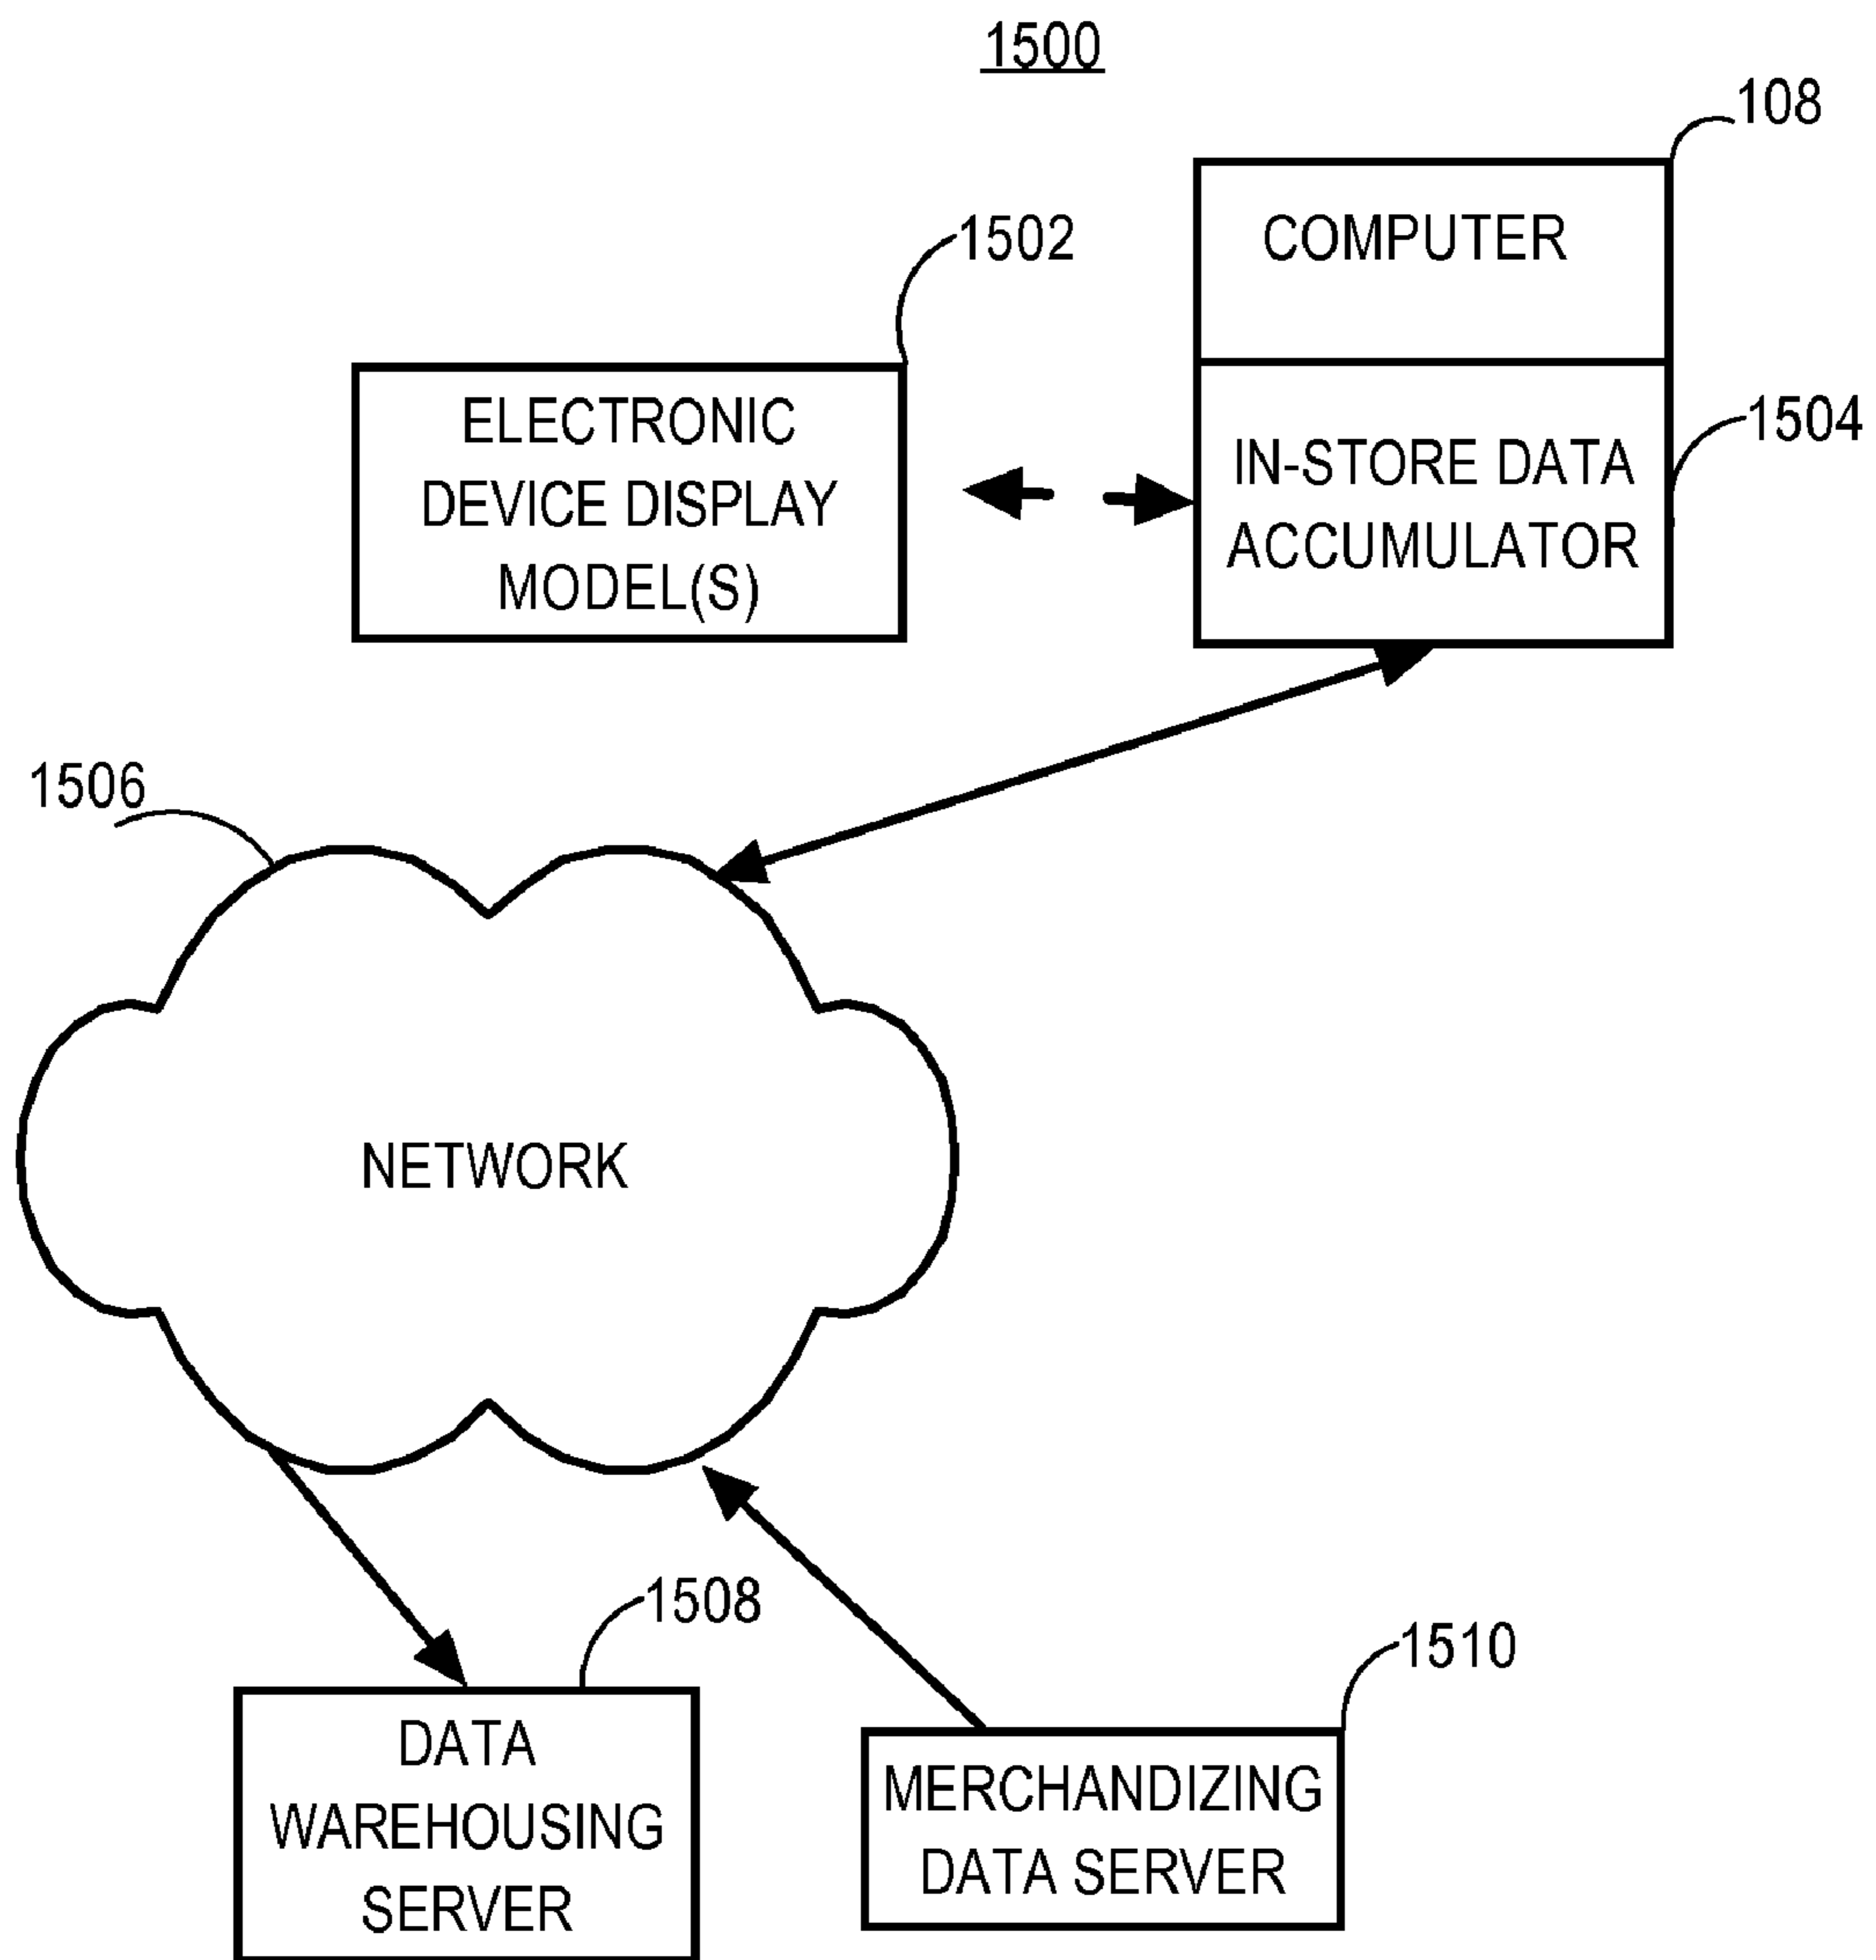 1500
108
COMPUTER
1502
ELECTRONIC
DEVICE DISPLAY
MODEL(S)
1504
IN-STORE DATA
ACCUMULATOR
1506
NETWORK
1508
DATA
WAREHOUSING
SERVER
1510
MERCHANDIZING
DATA SERVER